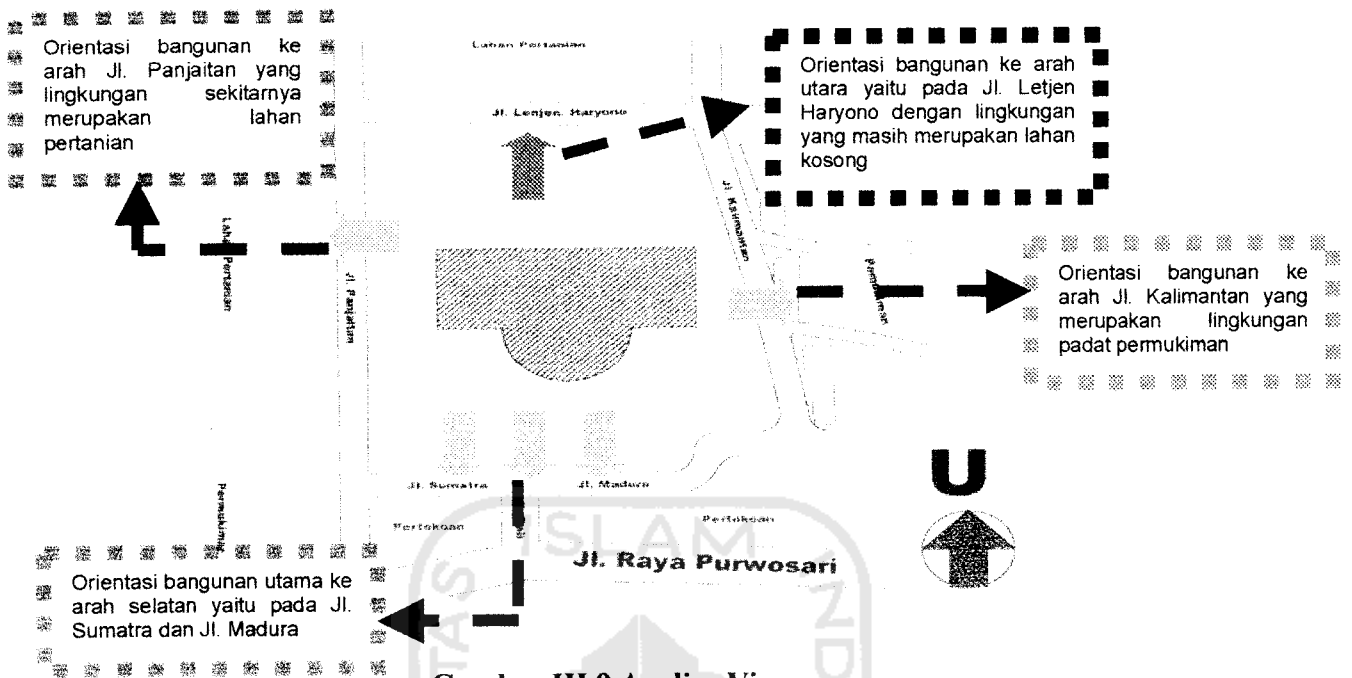 Orientasi bangunan ke
arah Jl. Panjaitan yang
lingkungan sekitarnya
merupakan lahan
pertanian
Lahan Pertanian
Jl. Lenjen. Haryono
Orientasi bangunan ke arah
utara yaitu pada Jl. Letjen
Haryono dengan lingkungan
yang masih merupakan lahan
kosong
Lahan Pertanian
Jl. Panjaitan
Jl. Kalimantan
Orientasi bangunan ke
arah Jl. Kalimantan yang
merupakan lingkungan
padat permukiman
Jl. Sumatra
Jl. Madura
Pertokoan
Pertokoan
U
Jl. Raya Purwosari
Orientasi bangunan utama ke
arah selatan yaitu pada Jl.
Sumatra dan Jl. Madura
ISLAM